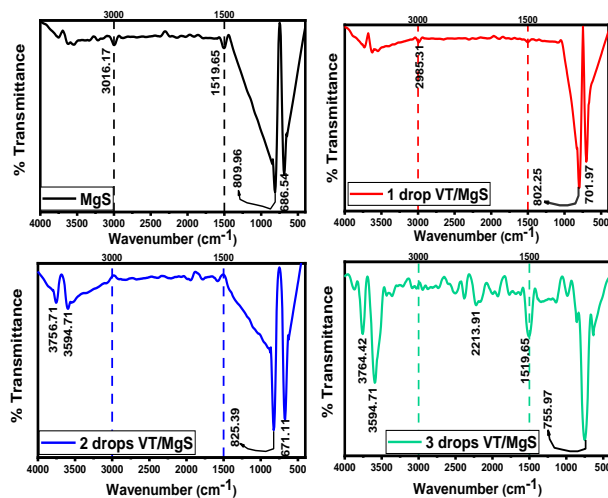 3000 1500
% Transmittance
3016.17
1519.65
809.96
686.54
MgS
4000 3500 3000 2500 2000 1500 1000 500
Wavenumber (cm-1)
3000 1500
% Transmittance
2985.31
802.25
701.97
1 drop VT/MgS
4000 3500 3000 2500 2000 1500 1000 500
Wavenumber (cm-1)
3000 1500
% Transmittance
3756.71
3594.71
825.39
671.11
2 drops VT/MgS
4000 3500 3000 2500 2000 1500 1000 500
Wavenumber (cm-1)
3000 1500
% Transmittance
3764.42
3594.71
2213.91
1519.65
755.97
3 drops VT/MgS
4000 3500 3000 2500 2000 1500 1000 500
Wavenumber (cm-1)